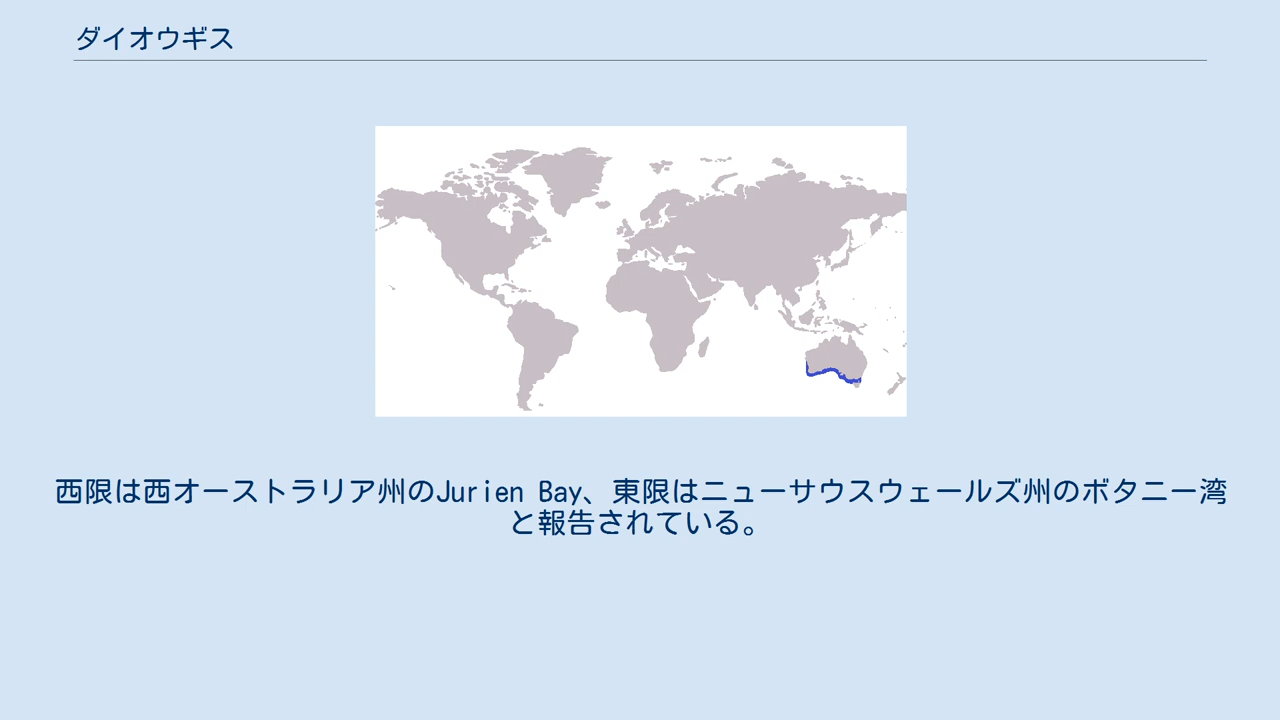 ダイオウギス
西限は西オーストラリア州のJurien Bay、東限はニューサウスウェールズ州のボタニー湾
と報告されている。